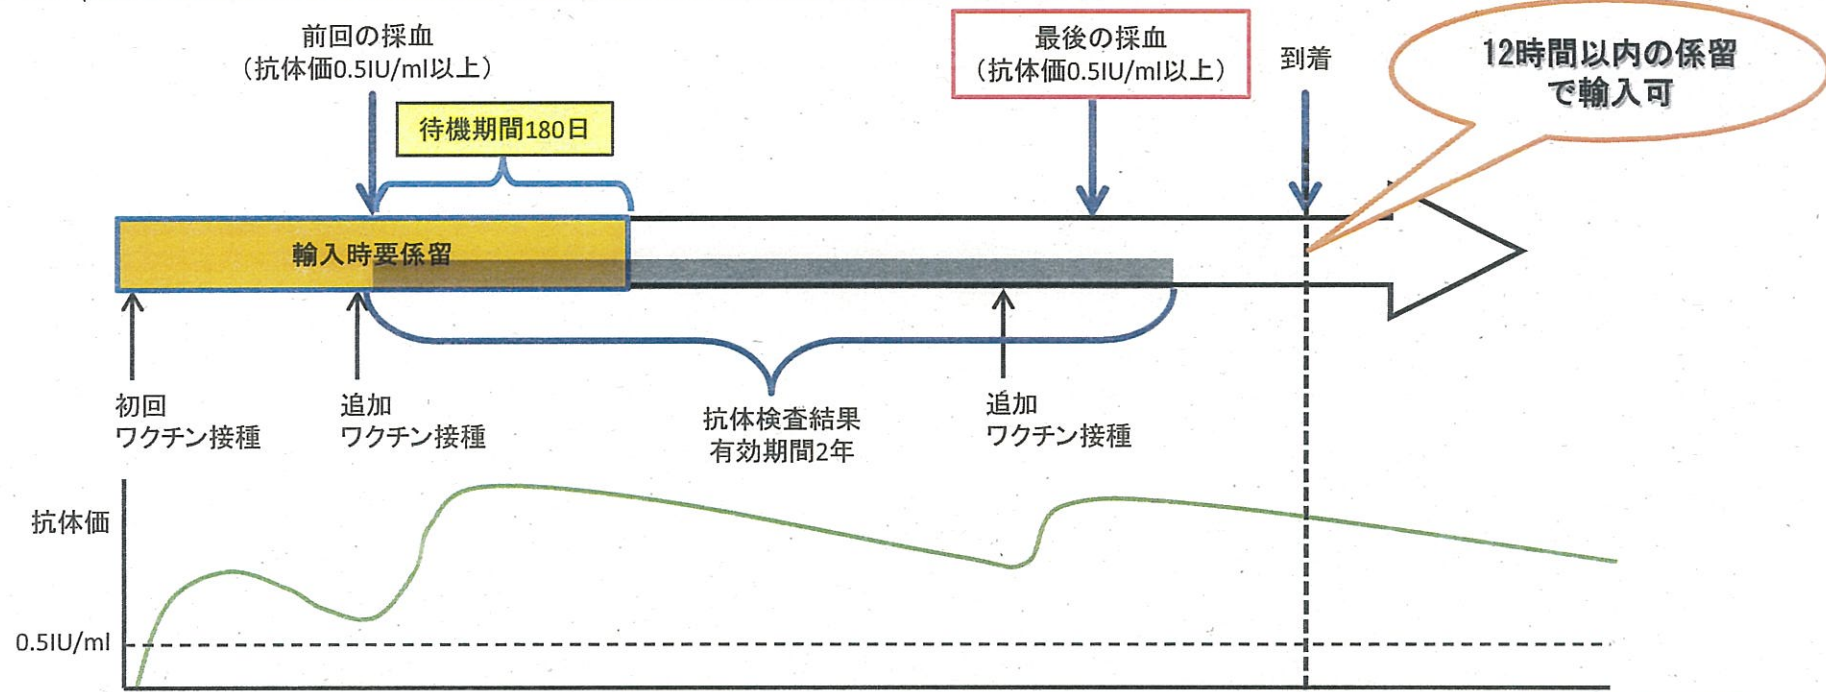 前回の採血
（抗体価0.5IU/ml以上）
待機期間180日
最後の採血
（抗体価0.5IU/ml以上）
到着
12時間以内の係留
で輸入可
輸入時要係留
初回
ワクチン接種
追加
ワクチン接種
抗体検査結果
有効期間2年
追加
ワクチン接種
抗体価
0.5IU/ml